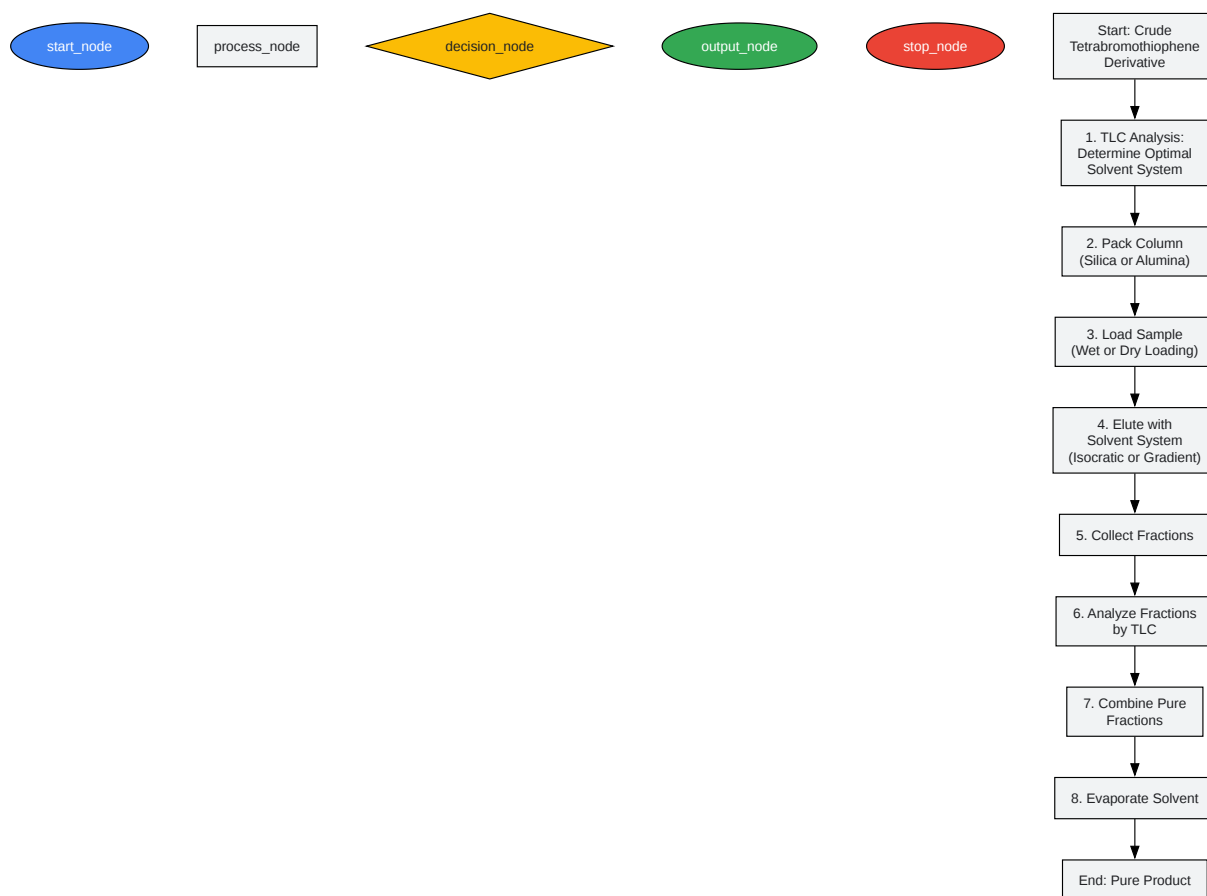 start_node
process_node
decision_node
output_node
stop_node
Start: Crude
Tetrabromothiophene
Derivative
1. TLC Analysis:
Determine Optimal
Solvent System
2. Pack Column
(Silica or Alumina)
3. Load Sample
(Wet or Dry Loading)
4. Elute with
Solvent System
(Isocratic or Gradient)
5. Collect Fractions
6. Analyze Fractions
by TLC
7. Combine Pure
Fractions
8. Evaporate Solvent
End: Pure Product